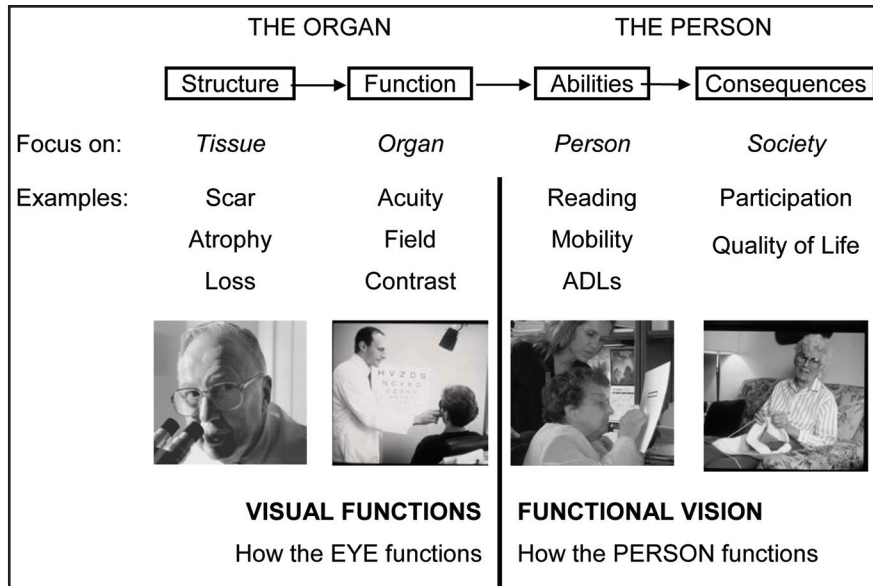 THE ORGAN THE PERSON
Structure Function Abilities Consequences
Focus on: Tissue Organ Person Society
Examples: Scar Acuity Reading Participation
Atrophy Field Mobility Quality of Life
Loss Contrast ADLs
H V Z D S
N C V K D
VISUAL FUNCTIONS FUNCTIONAL VISION
How the EYE functions How the PERSON functions